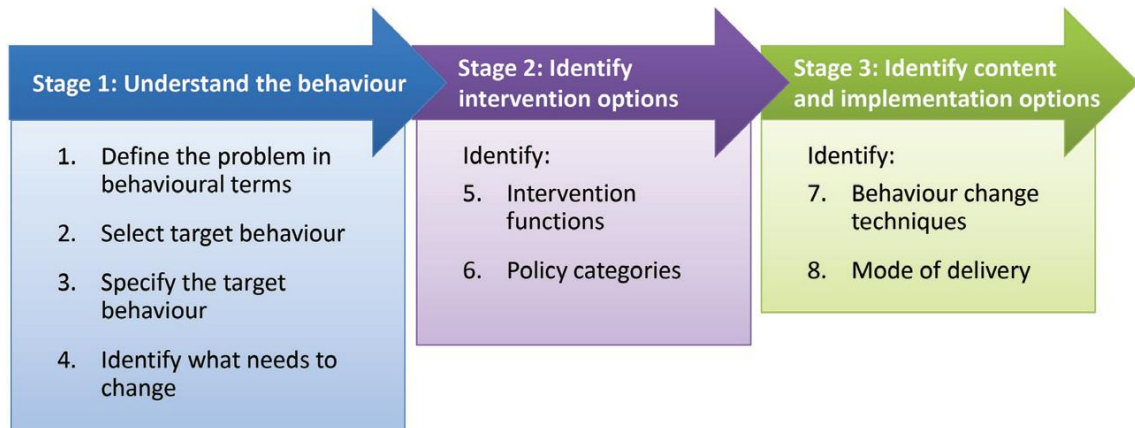 Stage 1: Understand the behaviour
1. Define the problem in
behavioural terms
2. Select target behaviour
3. Specify the target
behaviour
4. Identify what needs to
change
Stage 2: Identify
intervention options
Identify:
5. Intervention
functions
6. Policy categories
Stage 3: Identify content
and implementation options
Identify:
7. Behaviour change
techniques
8. Mode of delivery